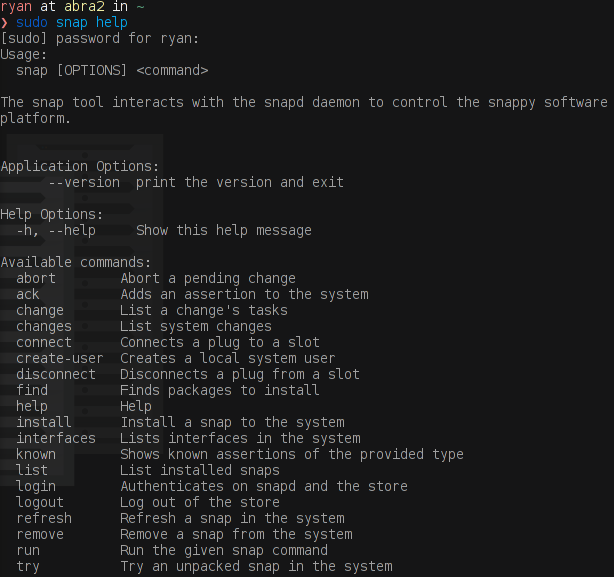 ryan at abra2 in ~
❯ sudo snap help
[sudo] password for ryan:
Usage:
  snap [OPTIONS] <command>

The snap tool interacts with the snapd daemon to control the snappy software
platform.

Application Options:
      --version  print the version and exit

Help Options:
  -h, --help     Show this help message

Available commands:
  abort        Abort a pending change
  ack          Adds an assertion to the system
  change       List a change's tasks
  changes      List system changes
  connect      Connects a plug to a slot
  create-user  Creates a local system user
  disconnect   Disconnects a plug from a slot
  find         Finds packages to install
  help         Help
  install      Install a snap to the system
  interfaces   Lists interfaces in the system
  known        Shows known assertions of the provided type
  list         List installed snaps
  login        Authenticates on snapd and the store
  logout       Log out of the store
  refresh      Refresh a snap in the system
  remove       Remove a snap from the system
  run          Run the given snap command
  try          Try an unpacked snap in the system